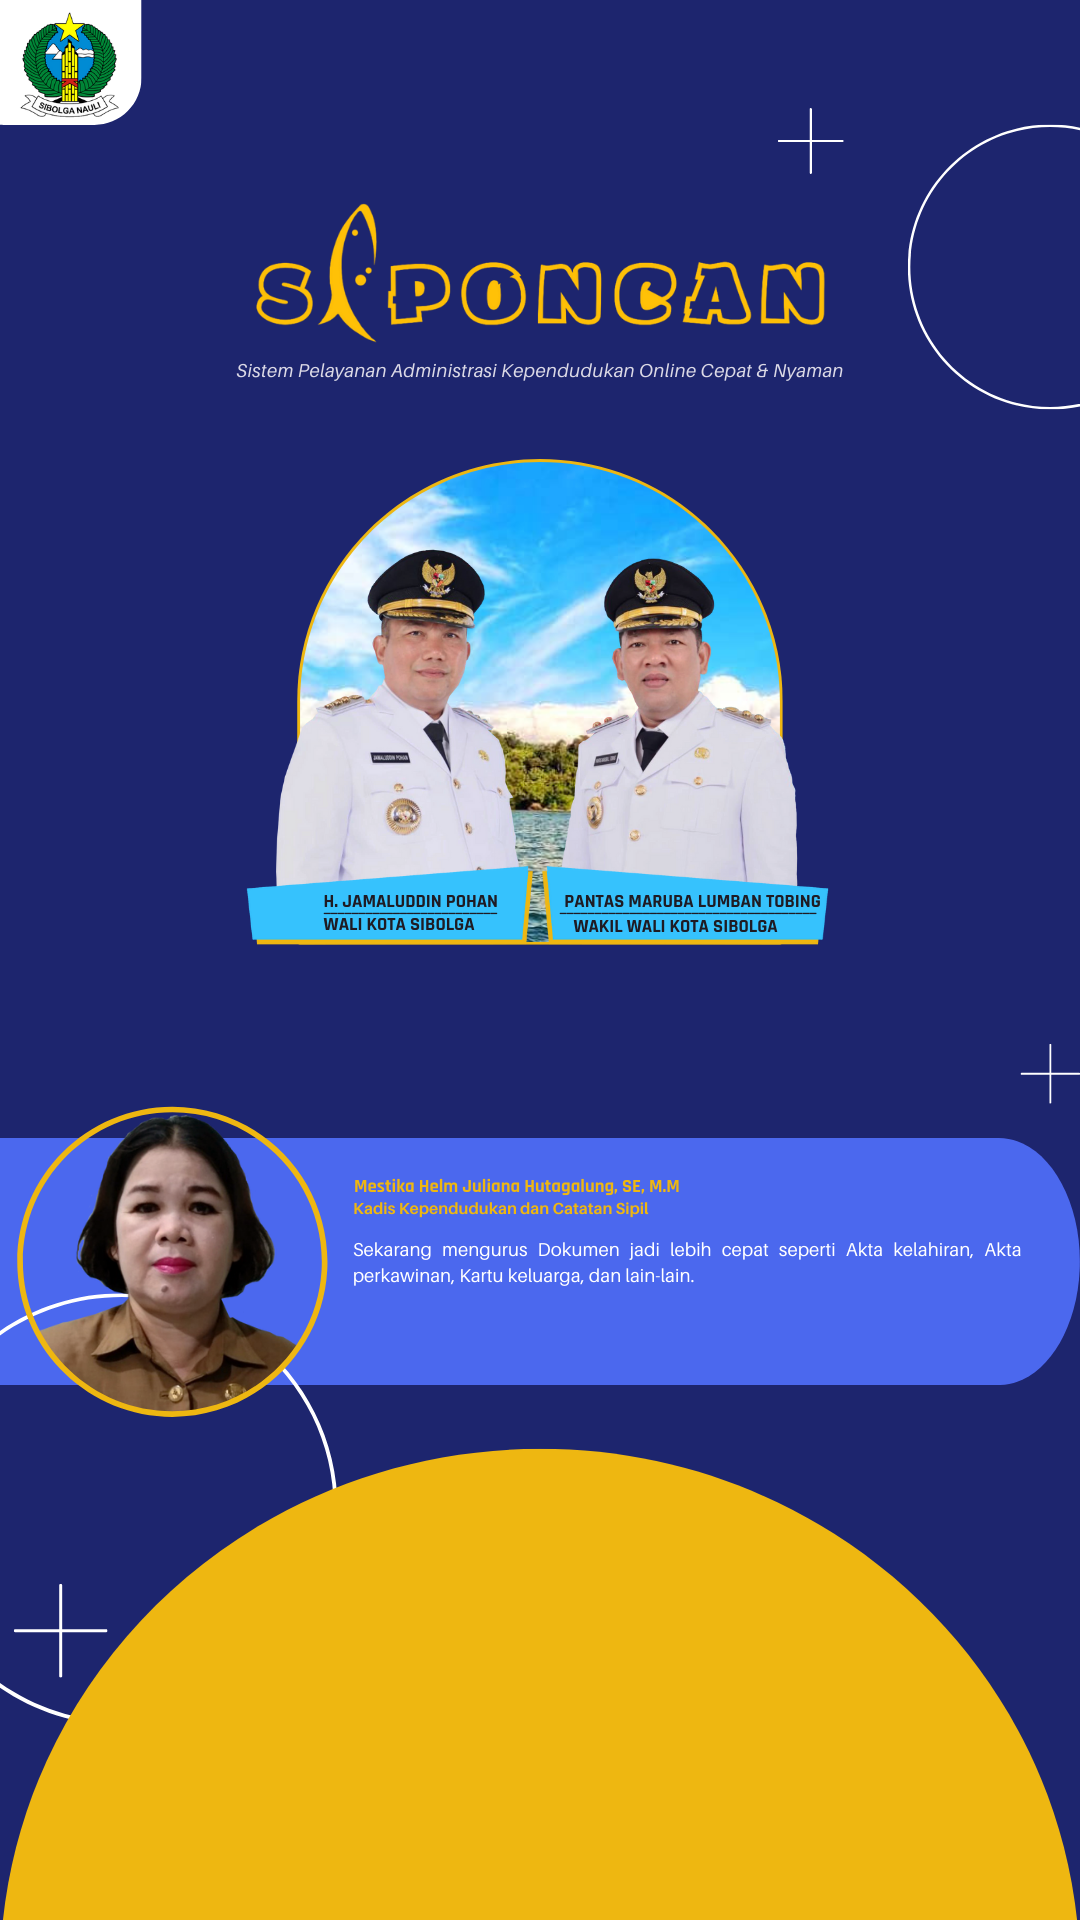 SIBOLGA NAULI
SIPONCAN
Sistem Pelayanan Administrasi Kependudukan Online Cepat & Nyaman
JAMALUDDIN POHAN
H. JAMALUDDIN POHAN
WALI KOTA SIBOLGA
PANTAS MARUBA LUMBAN TOBING
WAKIL WALI KOTA SIBOLGA
Mestika Helm Juliana Hutagalung, SE, M.M
Kadis Kependudukan dan Catatan Sipil
Sekarang mengurus Dokumen jadi lebih cepat seperti Akta kelahiran, Akta
perkawinan, Kartu keluarga, dan lain-lain.